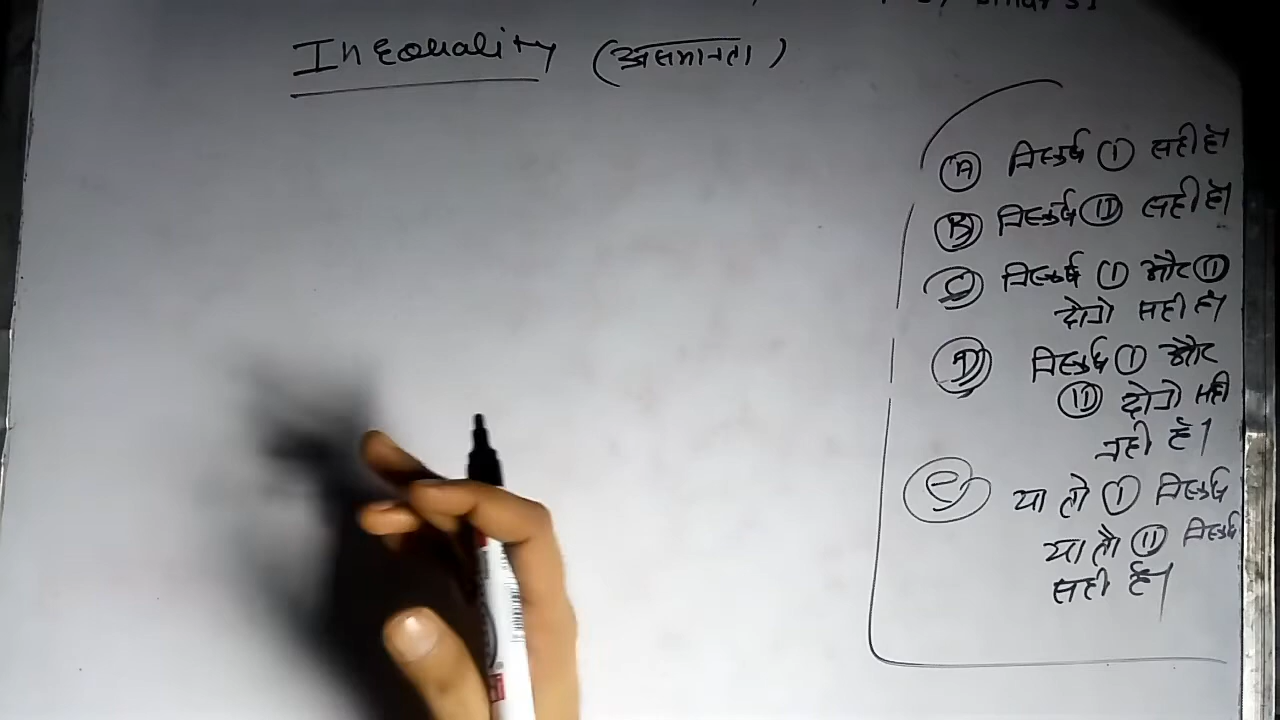 Inequality (असमानता)
(A) निष्कर्ष (I) सही है।
(B) निष्कर्ष (II) सही है।
(C) निष्कर्ष (I) और (II)
दोनो सही है।
(D) निष्कर्ष (I) और
(II) दोनो सही
नही है।
(e) या तो (I) निष्कर्ष
या तो (II) निष्कर्ष
सही है।